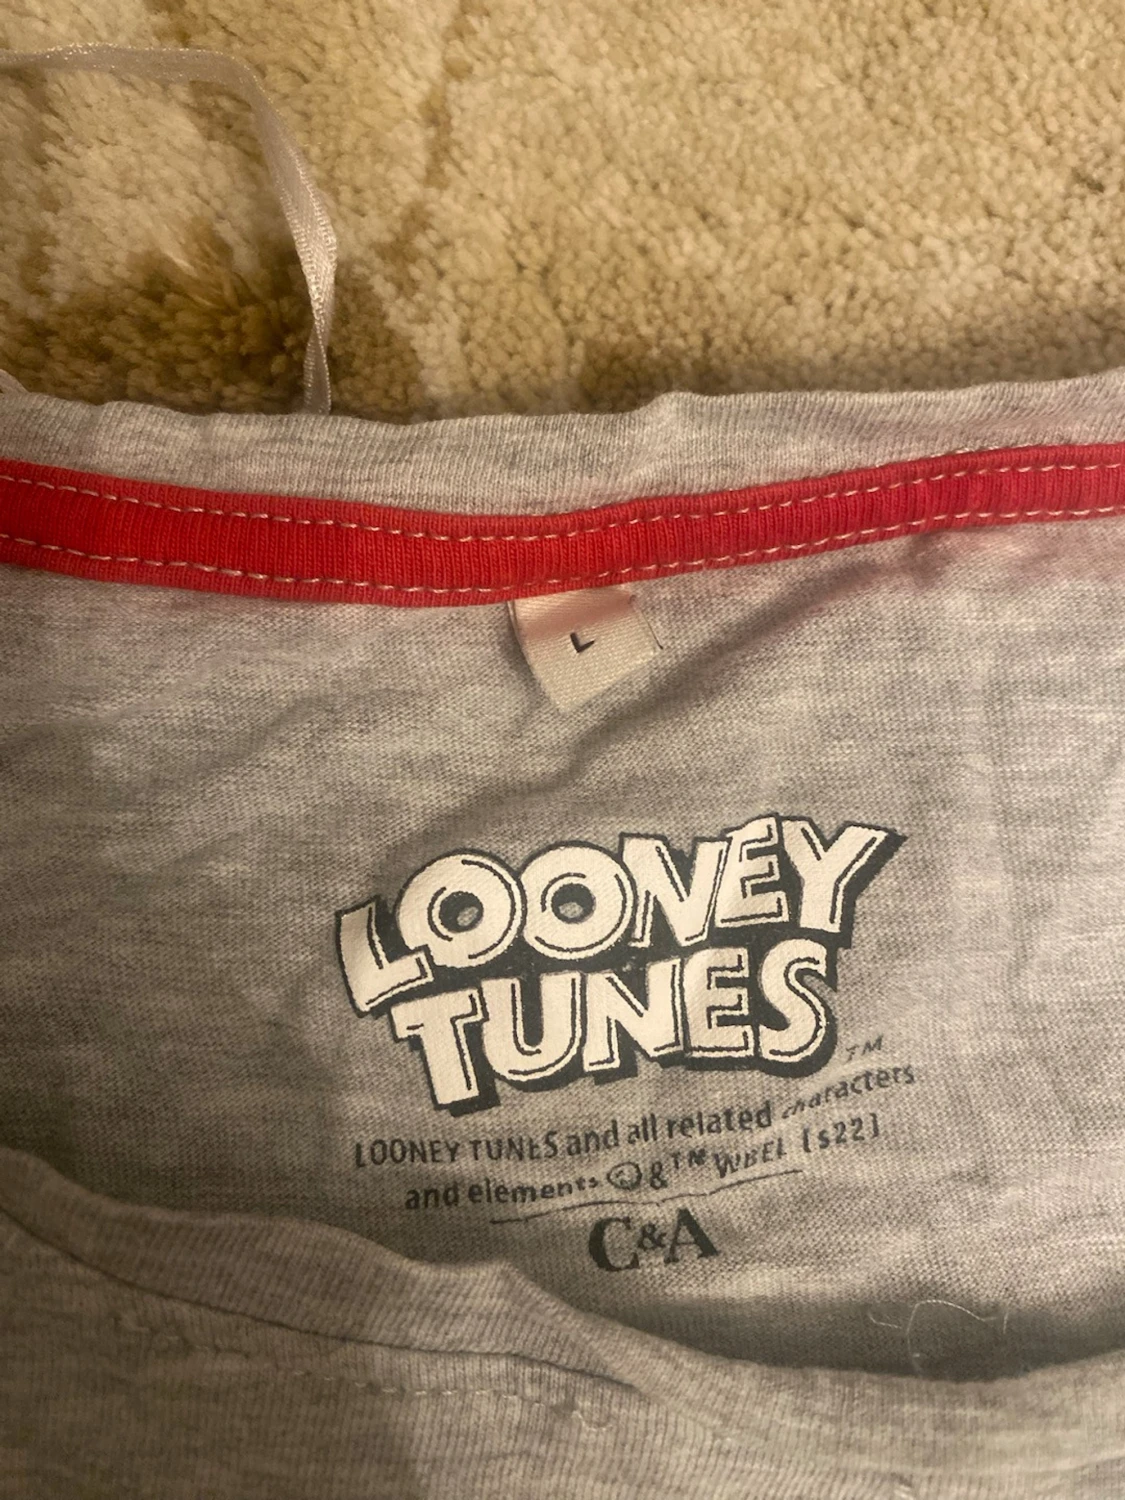 L
LOONEY
TUNES
TM
LOONEY TUNES and all related characters
and elements © & ™ WBEI. [s22]
C&A